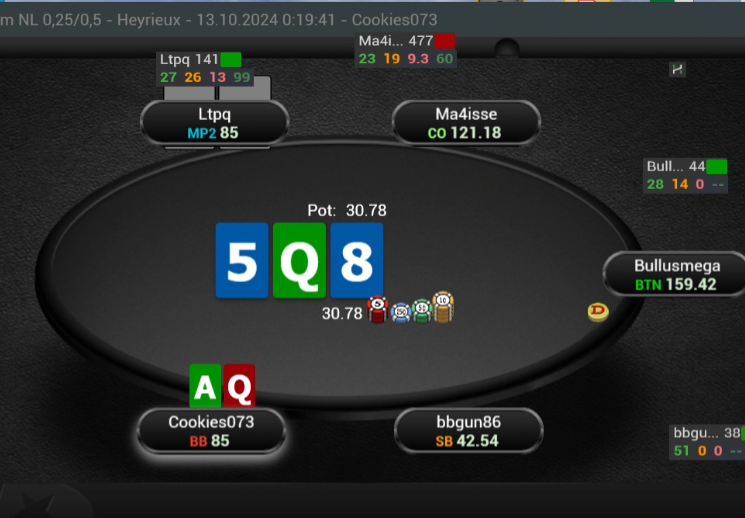 m NL 0,25/0,5 - Heyrieux - 13.10.2024 0:19:41 - Cookies073
Ma4i... 477
23 19 9.3 60
Ltpq 141
27 26 13 99
Ltpq
MP2 85
Ma4isse
CO 121.18
Bull... 44
28 14 0 --
Pot: 30.78
5 Q 8
Bullusmega
BTN 159.42
30.78
D
A Q
Cookies073
BB 85
bbgun86
SB 42.54
bbgu... 38
51 0 0 --